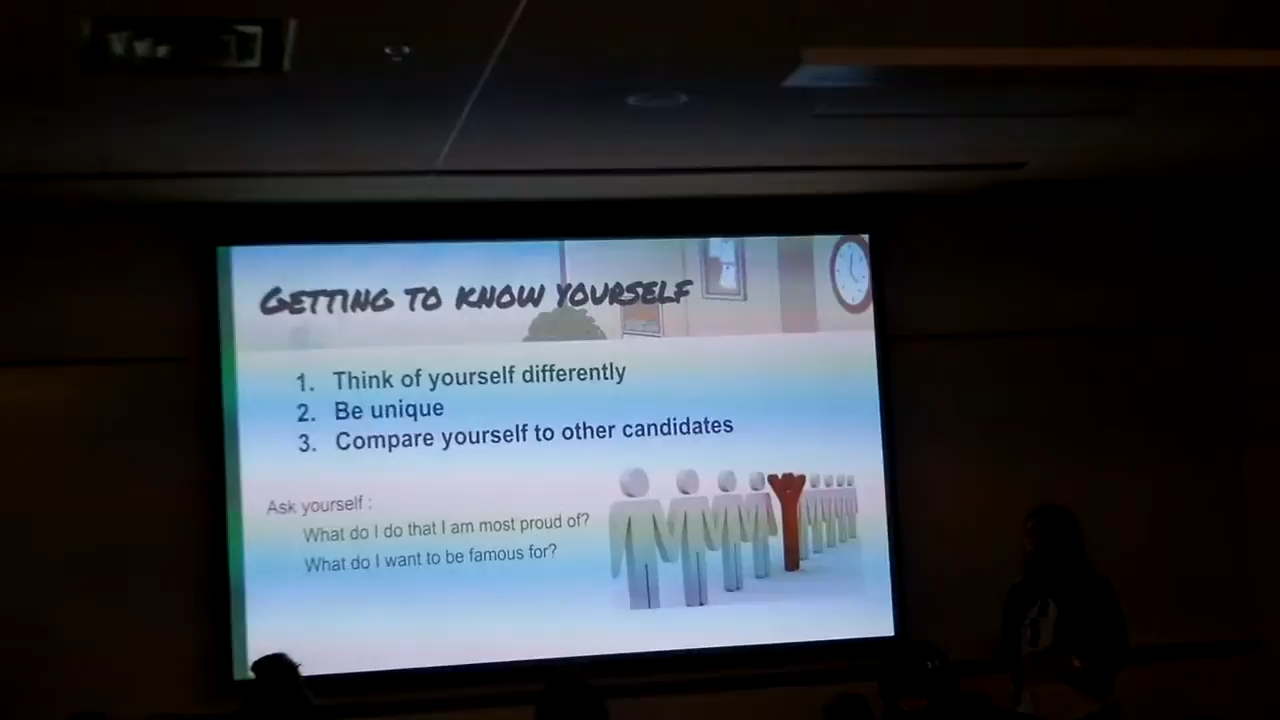 GETTING TO KNOW YOURSELF
1. Think of yourself differently
2. Be unique
3. Compare yourself to other candidates
Ask yourself :
What do I do that I am most proud of?
What do I want to be famous for?